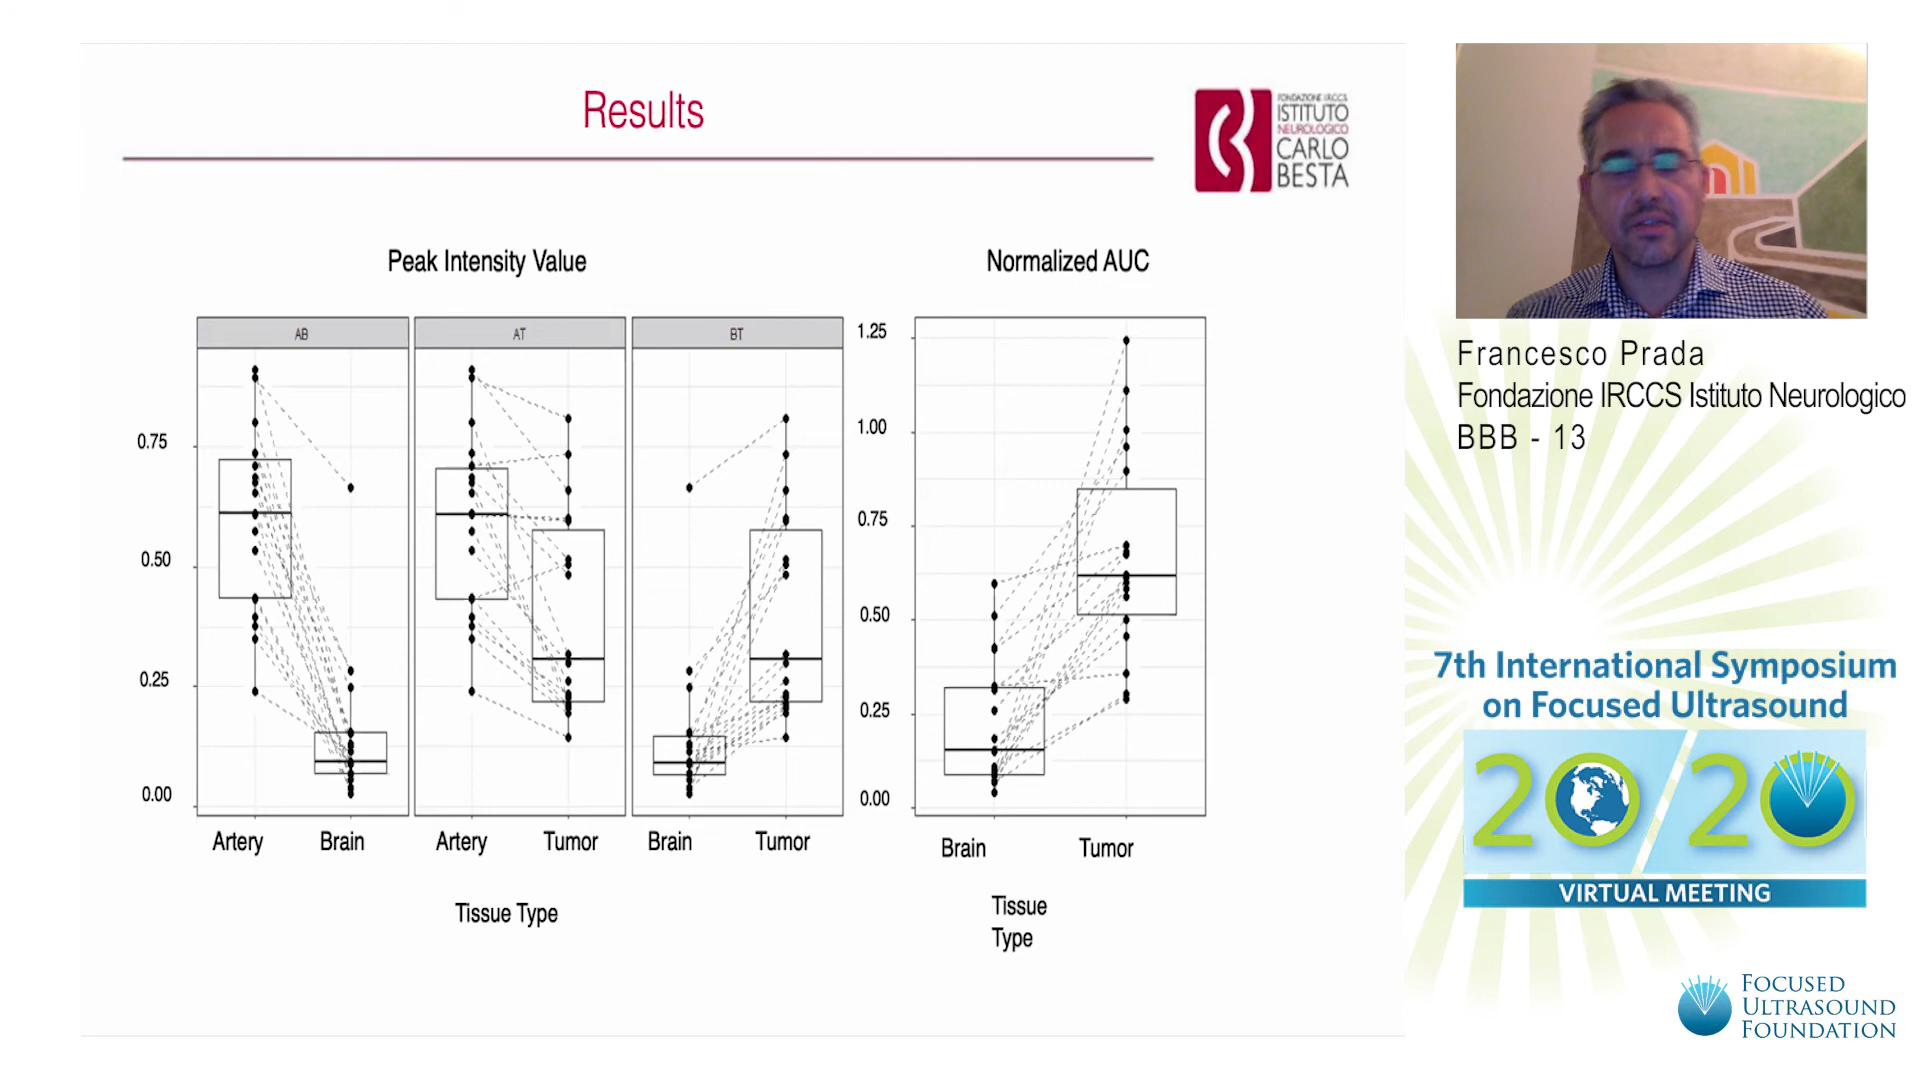 Results
FONDAZIONE I.R.C.C.S.
ISTITUTO
NEUROLOGICO
CARLO
BESTA
Peak Intensity Value
Normalized AUC
AB
AT
BT
0.75
0.50
0.25
0.00
1.25
1.00
0.75
0.50
0.25
0.00
Artery
Brain
Artery
Tumor
Brain
Tumor
Brain
Tumor
Tissue Type
Tissue
Type
Francesco Prada
Fondazione IRCCS Istituto Neurologico
BBB - 13
7th International Symposium
on Focused Ultrasound
20/20
VIRTUAL MEETING
FOCUSED
ULTRASOUND
FOUNDATION